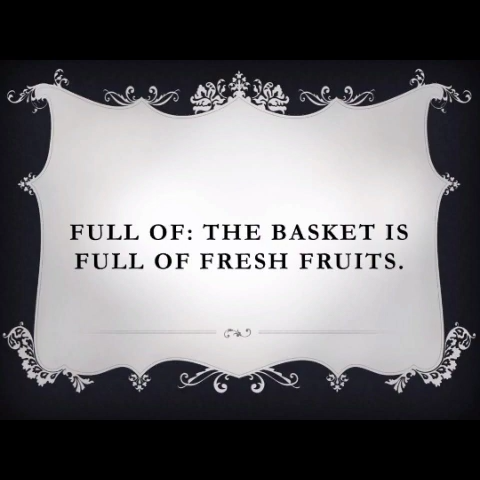 FULL OF: THE BASKET IS
FULL OF FRESH FRUITS.